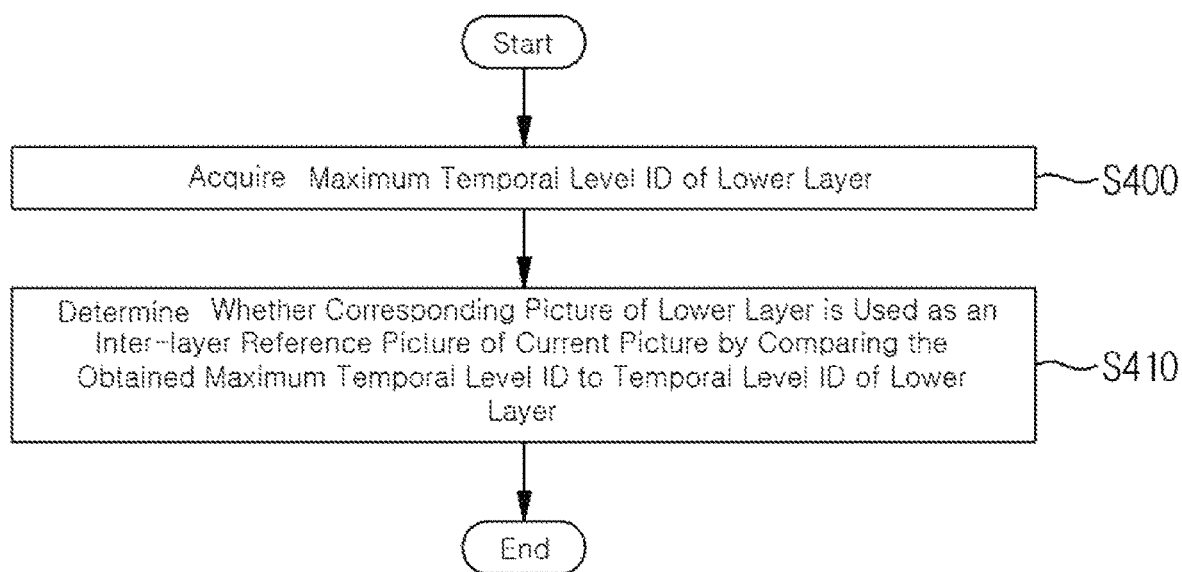 Start
Acquire Maximum Temporal Level ID of Lower Layer
S400
Determine Whether Corresponding Picture of Lower Layer is Used as an
Inter-layer Reference Picture of Current Picture by Comparing the
Obtained Maximum Temporal Level ID to Temporal Level ID of Lower
Layer
S410
End